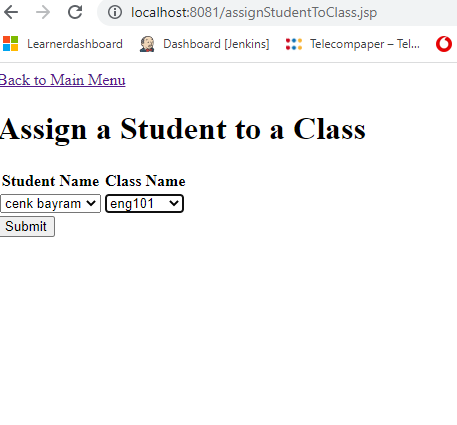 localhost:8081/assignStudentToClass.jsp
Learnerdashboard Dashboard [Jenkins] Telecompaper – Tel...
Back to Main Menu
Assign a Student to a Class
Student Name Class Name
cenk bayram eng101
Submit